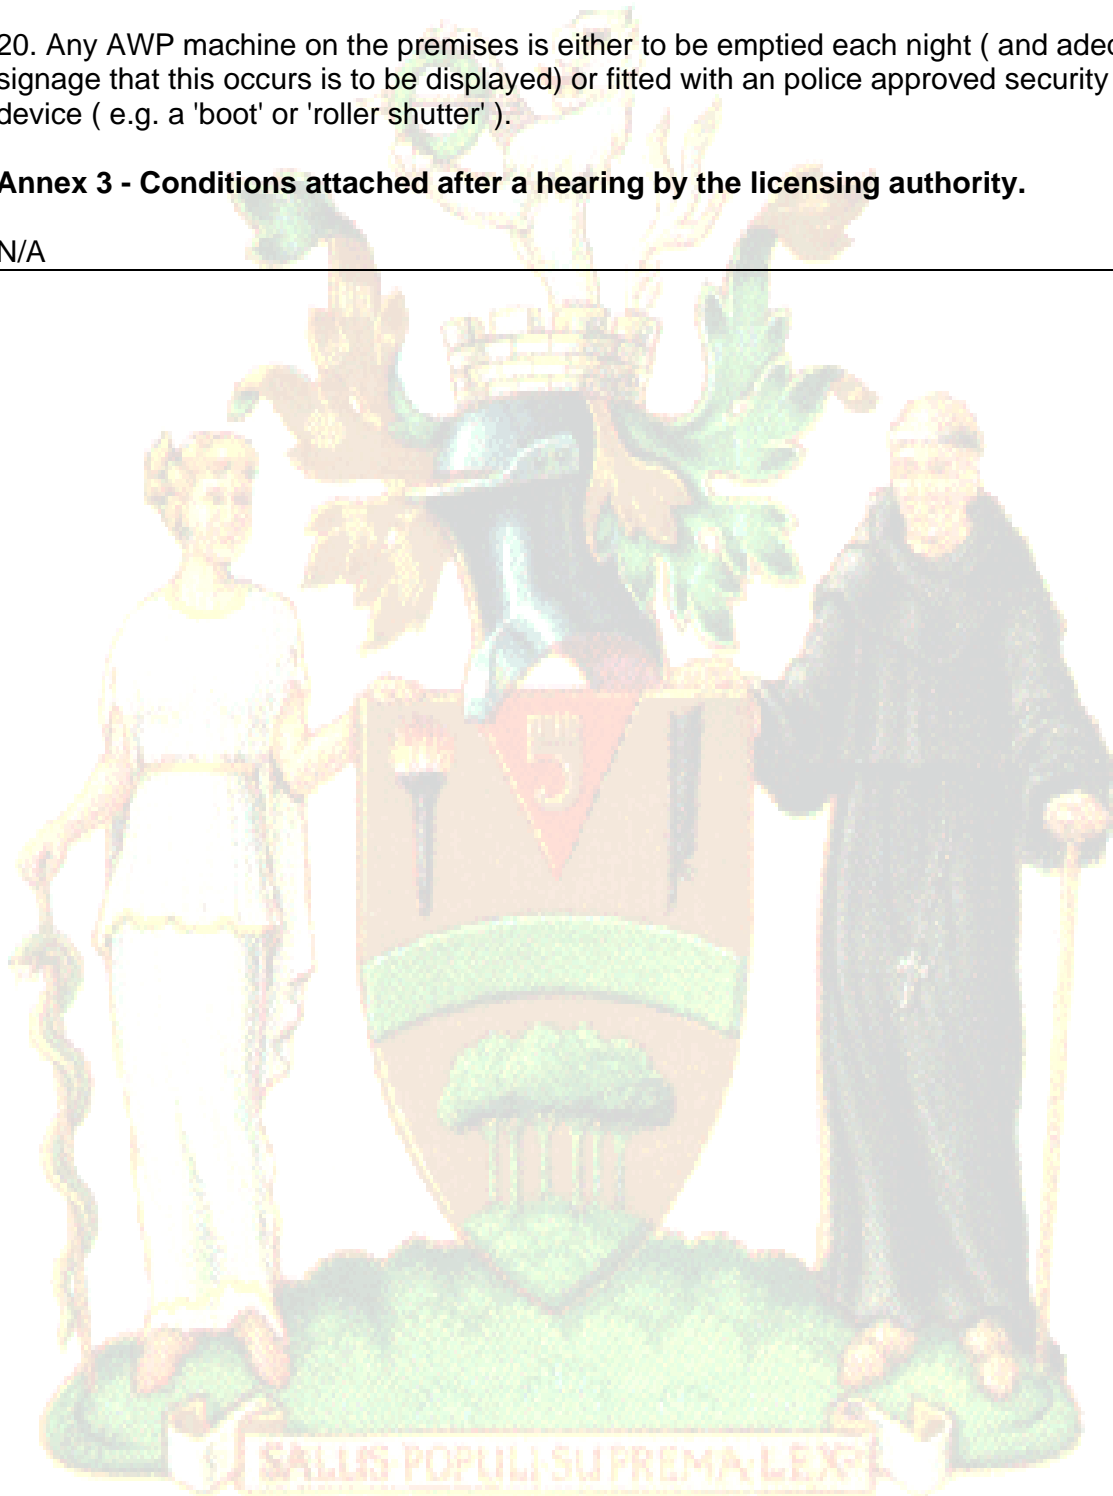 20. Any AWP machine on the premises is either to be emptied each night ( and adec
signage that this occurs is to be displayed) or fitted with an police approved security
device ( e.g. a 'boot' or 'roller shutter' ).
Annex 3 - Conditions attached after a hearing by the licensing authority.
N/A
SALUS POPULI SUPREMA LEX